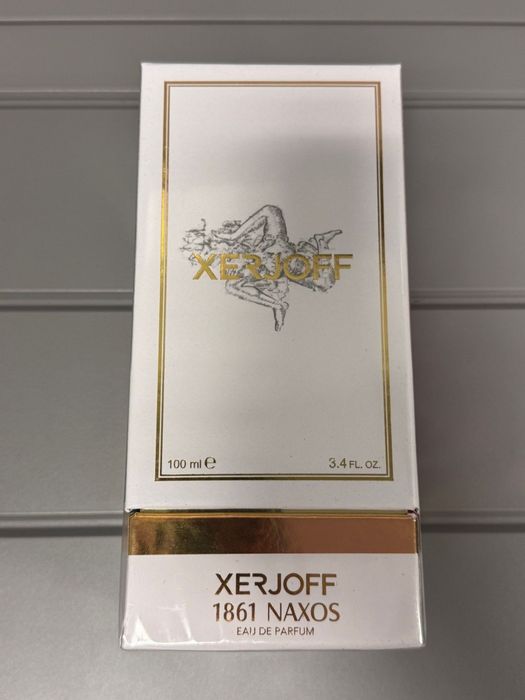 XERJOFF
100 ml ℮ 3.4 FL. OZ.
XERJOFF
1861 NAXOS
EAU DE PARFUM